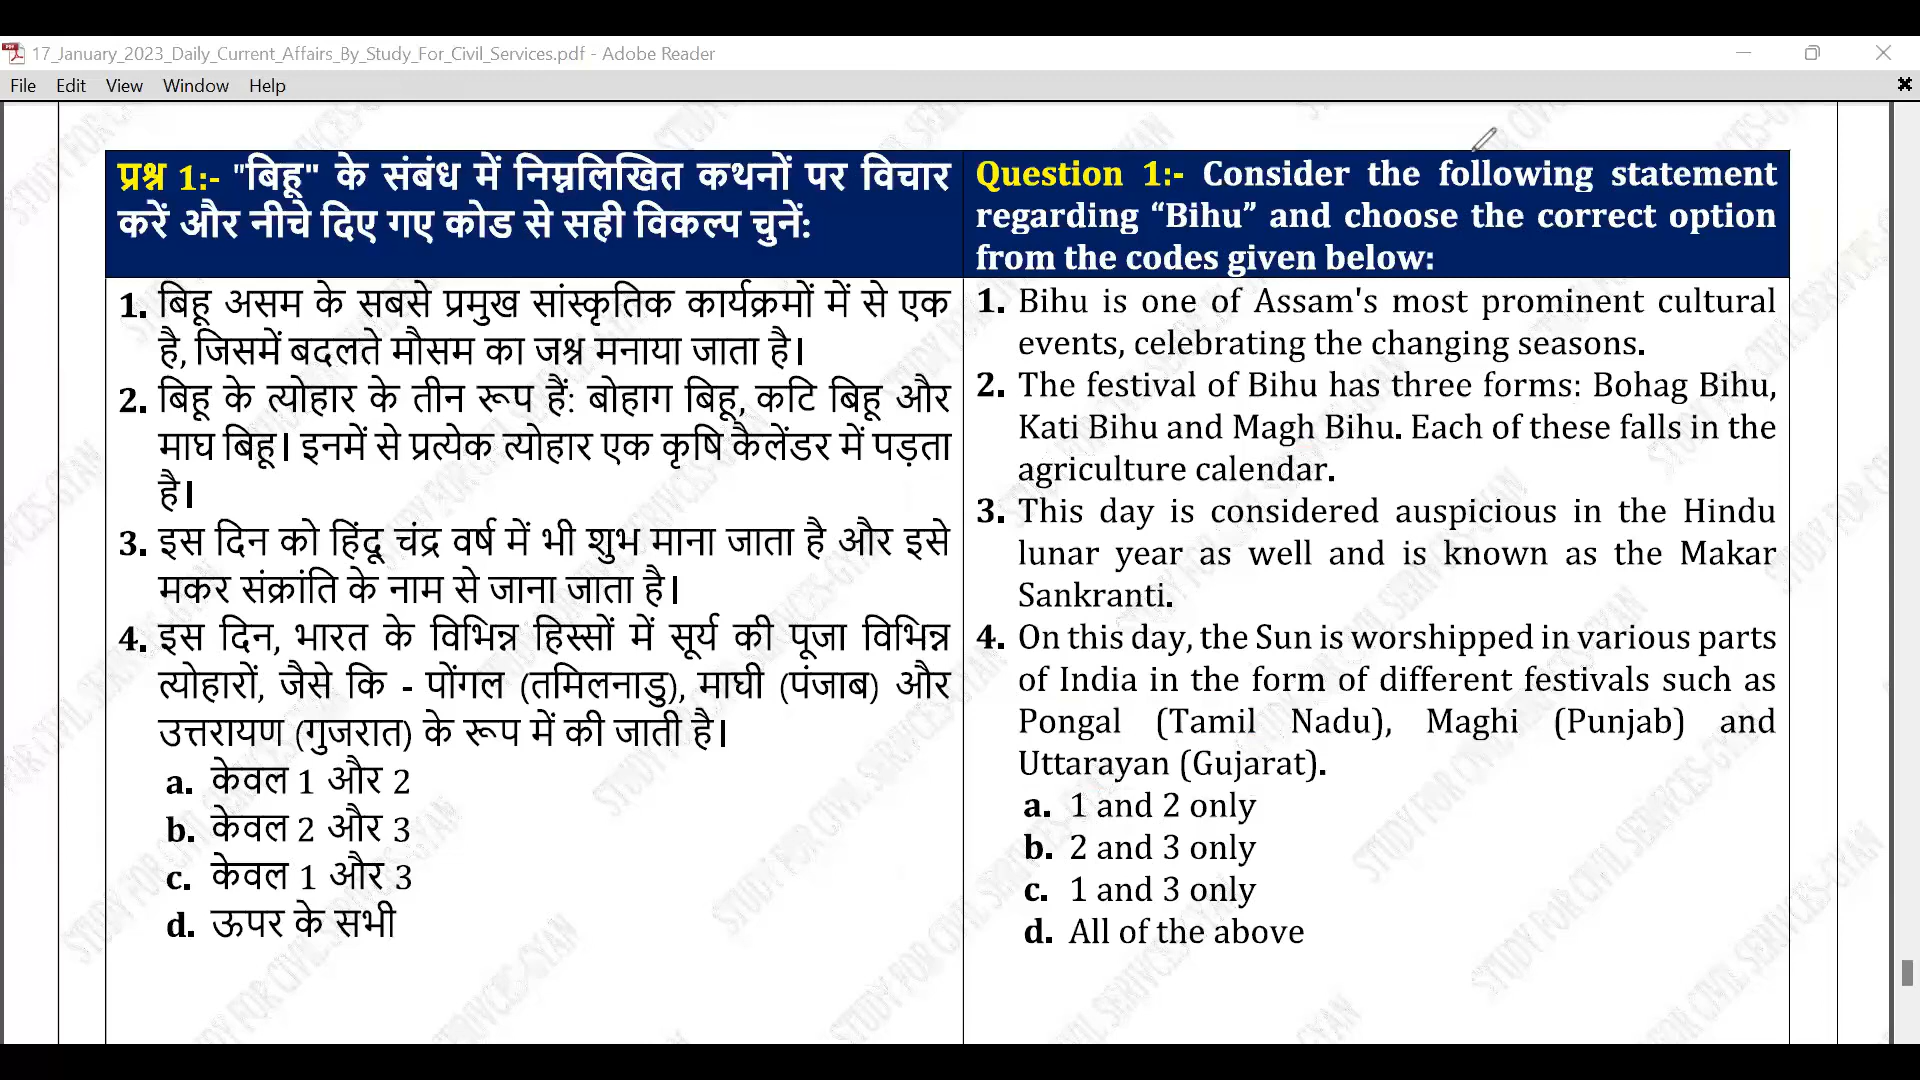 17_January_2023_Daily_Current_Affairs_By_Study_For_Civil_Services.pdf - Adobe Reader
File Edit View Window Help
प्रश्न 1:- "बिहू" के संबंध में निम्नलिखित कथनों पर विचार
करें और नीचे दिए गए कोड से सही विकल्प चुनें:
1. बिहू असम के सबसे प्रमुख सांस्कृतिक कार्यक्रमों में से एक
है, जिसमें बदलते मौसम का जश्न मनाया जाता है।
2. बिहू के त्योहार के तीन रूप हैं: बोहाग बिहू, कटि बिहू और
माघ बिहू। इनमें से प्रत्येक त्योहार एक कृषि कैलेंडर में पड़ता
है।
3. इस दिन को हिंदू चंद्र वर्ष में भी शुभ माना जाता है और इसे
मकर संक्रांति के नाम से जाना जाता है।
4. इस दिन, भारत के विभिन्न हिस्सों में सूर्य की पूजा विभिन्न
त्योहारों, जैसे कि - पोंगल (तमिलनाडु), माघी (पंजाब) और
उत्तरायण (गुजरात) के रूप में की जाती है।
a. केवल 1 और 2
b. केवल 2 और 3
c. केवल 1 और 3
d. ऊपर के सभी
Question 1:- Consider the following statement
regarding “Bihu” and choose the correct option
from the codes given below:
1. Bihu is one of Assam's most prominent cultural
events, celebrating the changing seasons.
2. The festival of Bihu has three forms: Bohag Bihu,
Kati Bihu and Magh Bihu. Each of these falls in the
agriculture calendar.
3. This day is considered auspicious in the Hindu
lunar year as well and is known as the Makar
Sankranti.
4. On this day, the Sun is worshipped in various parts
of India in the form of different festivals such as
Pongal (Tamil Nadu), Maghi (Punjab) and
Uttarayan (Gujarat).
a. 1 and 2 only
b. 2 and 3 only
c. 1 and 3 only
d. All of the above